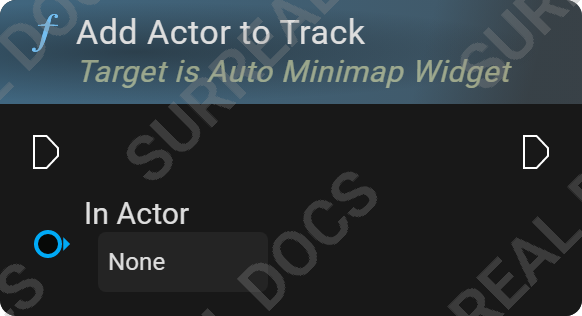 f Add Actor to Track
Target is Auto Minimap Widget
In Actor
None
SURREAL DOCS